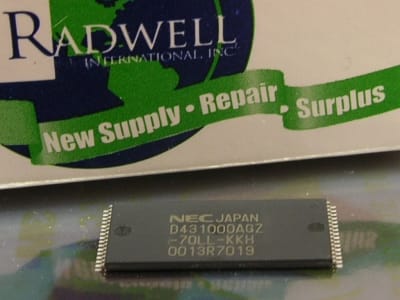 RADWELL
INTERNATIONAL, INC.
New Supply • Repair • Surplus
NEC JAPAN
D431000AGZ
-70LL-KKH
0013R7019